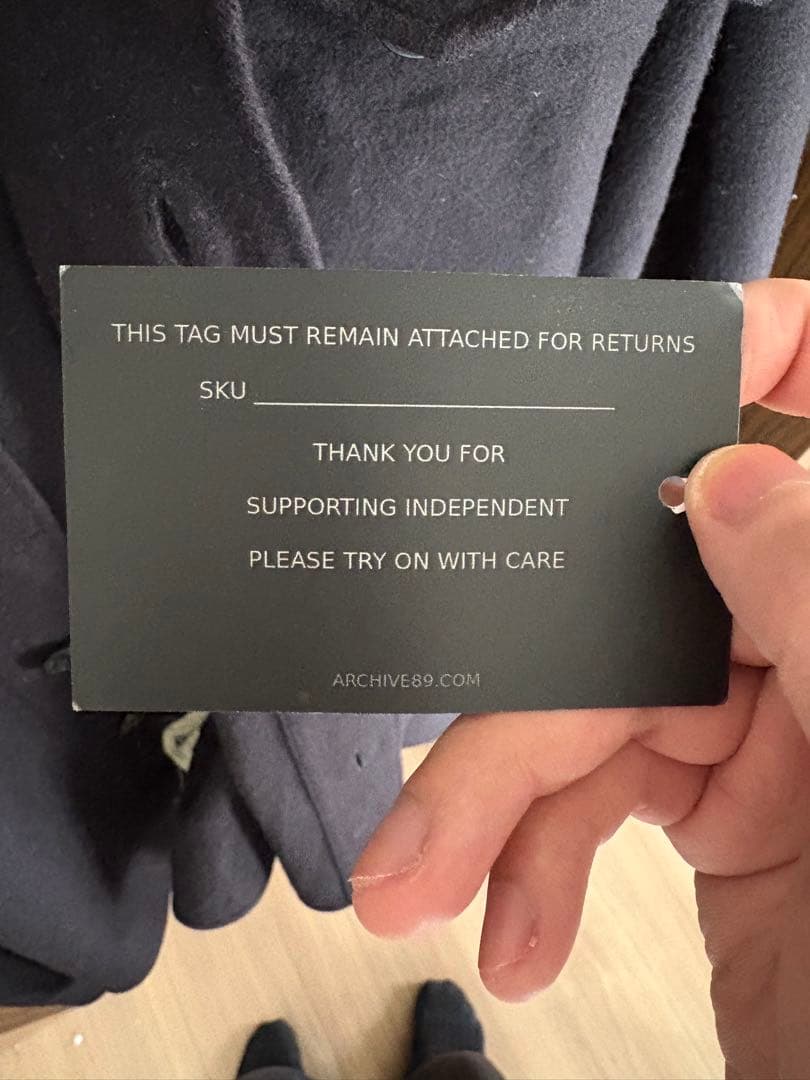 THIS TAG MUST REMAIN ATTACHED FOR RETURNS
SKU
THANK YOU FOR
SUPPORTING INDEPENDENT
PLEASE TRY ON WITH CARE
ARCHIVE89.COM